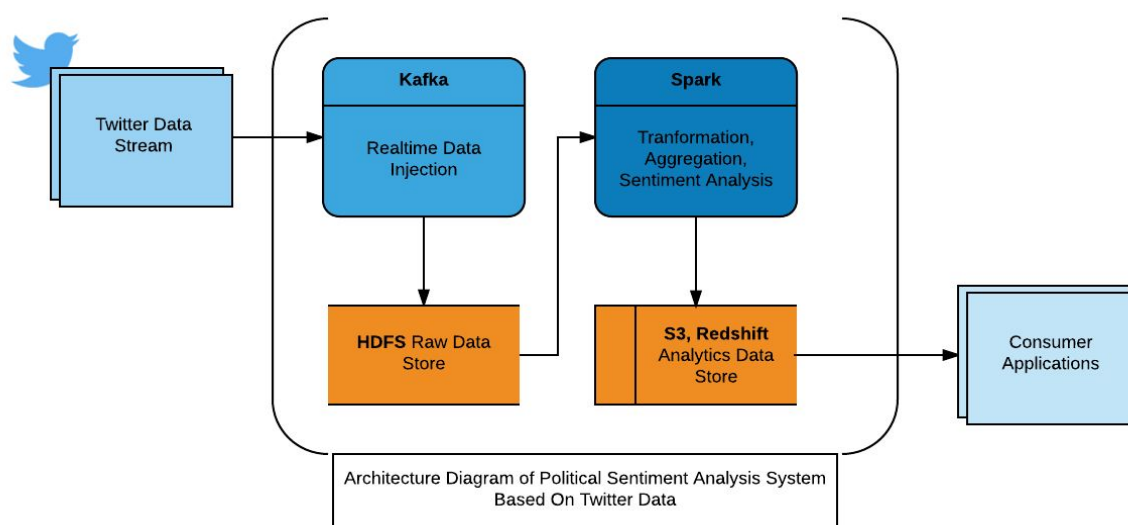 Twitter Data
Stream
Kafka
Realtime Data
Injection
HDFS Raw Data
Store
Spark
Tranformation,
Aggregation,
Sentiment Analysis
S3, Redshift
Analytics Data
Store
Consumer
Applications
Architecture Diagram of Political Sentiment Analysis System
Based On Twitter Data